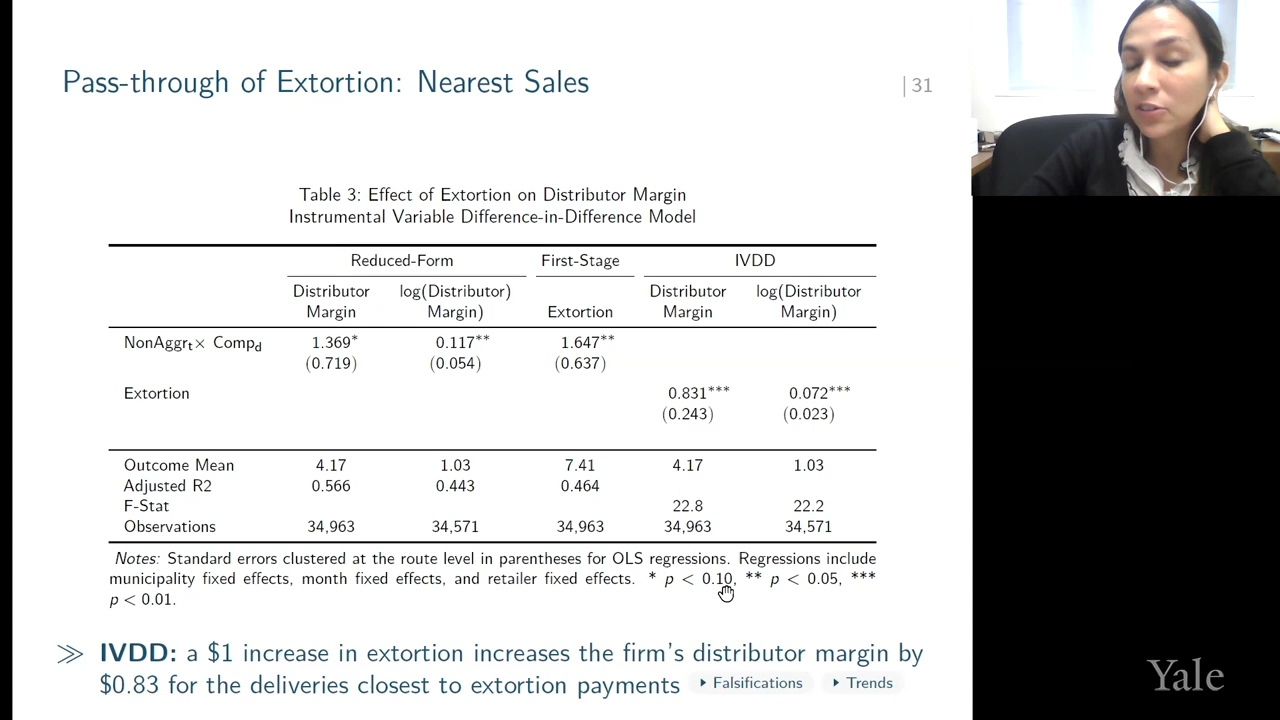 Pass-through of Extortion: Nearest Sales
| 31
Table 3: Effect of Extortion on Distributor Margin
Instrumental Variable Difference-in-Difference Model
Reduced-Form First-Stage IVDD
Distributor log(Distributor) Distributor log(Distributor
Margin Margin) Extortion Margin Margin)
NonAggrt× Compd 1.369* 0.117** 1.647**
(0.719) (0.054) (0.637)
Extortion 0.831*** 0.072***
(0.243) (0.023)
Outcome Mean 4.17 1.03 7.41 4.17 1.03
Adjusted R2 0.566 0.443 0.464
F-Stat 22.8 22.2
Observations 34,963 34,571 34,963 34,963 34,571
Notes: Standard errors clustered at the route level in parentheses for OLS regressions. Regressions include
municipality fixed effects, month fixed effects, and retailer fixed effects. * p < 0.10, ** p < 0.05, ***
p < 0.01.
≫ IVDD: a $1 increase in extortion increases the firm's distributor margin by
$0.83 for the deliveries closest to extortion payments ▸ Falsifications ▸ Trends
Yale